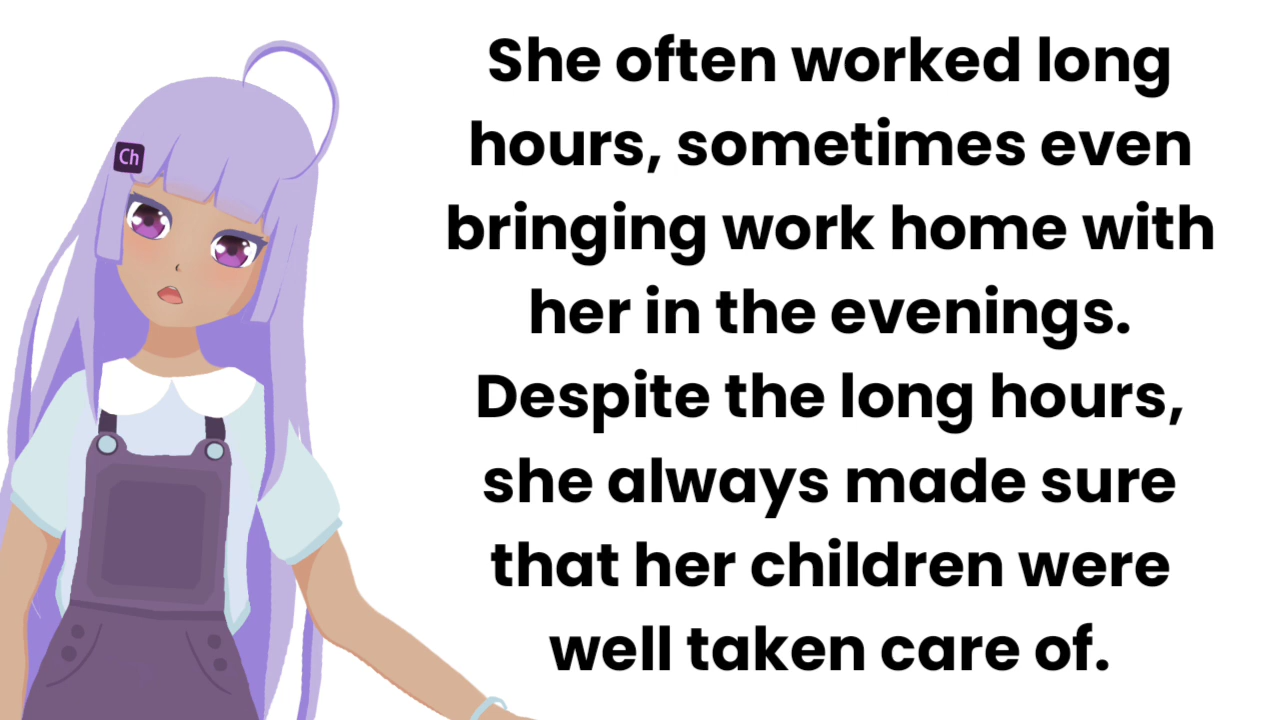 Ch
She often worked long
hours, sometimes even
bringing work home with
her in the evenings.
Despite the long hours,
she always made sure
that her children were
well taken care of.